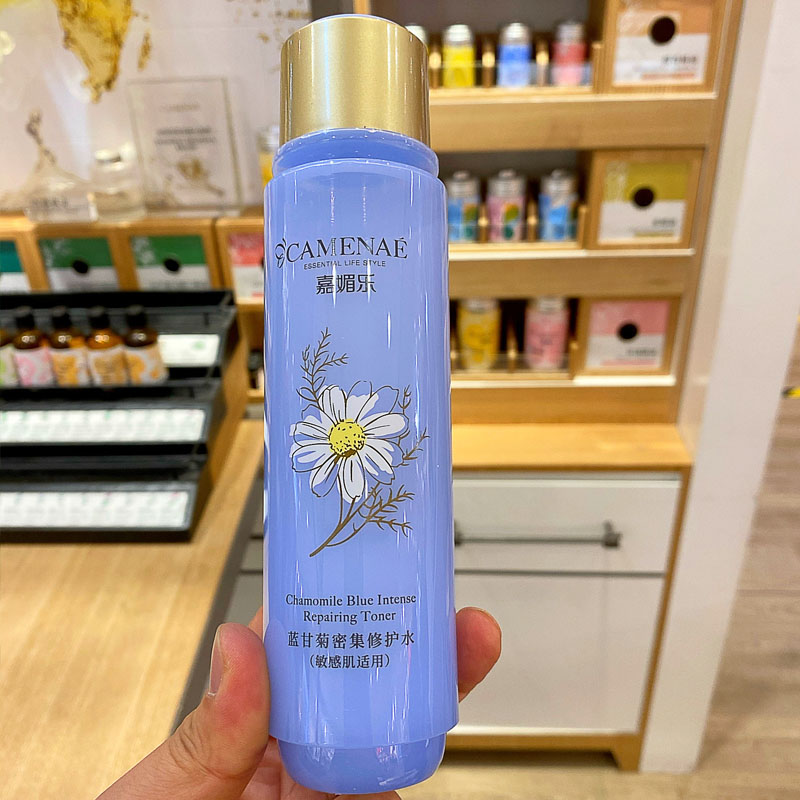 CAMENAÉ
ESSENTIAL LIFE STYLE
嘉媚乐
Chamomile Blue Intense
Repairing Toner
蓝甘菊密集修护水
(敏感肌适用)